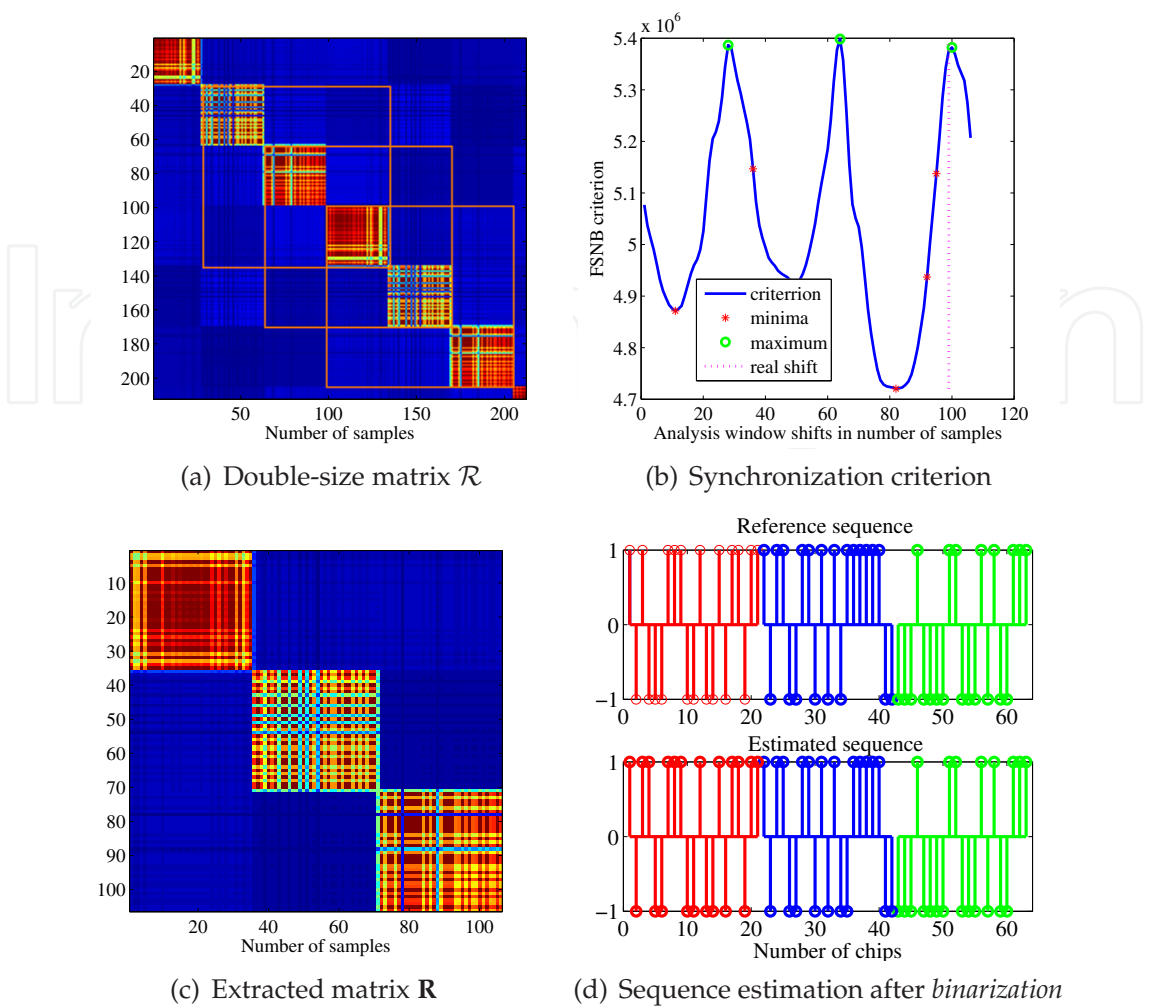 20
40
60
80
100
120
140
160
180
200
50 100 150 200
Number of samples
(a) Double-size matrix ℛ
x 10⁶
5.4
5.2
5.1
4.9
4.8
4.7
FSNB criterion
criterrion
minima
maximum
real shift
0 20 40 60 80 100 120
Analysis window shifts in number of samples
(b) Synchronization criterion
10
20
30
40
50
60
70
80
90
100
20 40 60 80 100
Number of samples
(c) Extracted matrix R
Reference sequence
1
0
−1
0 10 20 30 40 50 60
Estimated sequence
1
0
−1
0 10 20 30 40 50 60
Number of chips
(d) Sequence estimation after binarization